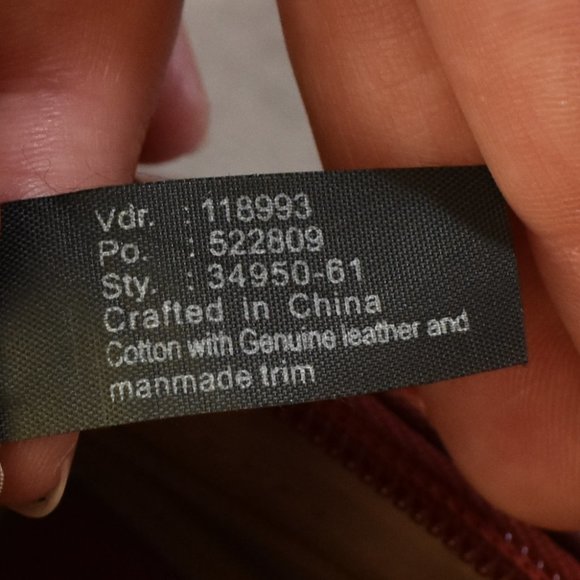 Vdr. : 118993
Po. : 522809
Sty. : 34950-61
Crafted in China
Cotton with Genuine leather and
manmade trim